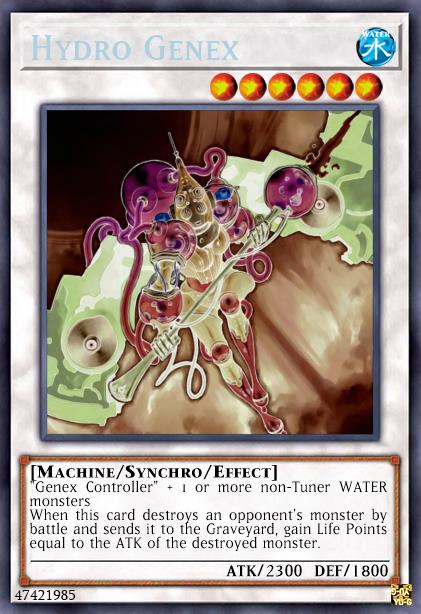 Hydro Genex
WATER
水
[Machine/Synchro/Effect]
"Genex Controller" + 1 or more non-Tuner WATER
monsters
When this card destroys an opponent's monster by
battle and sends it to the Graveyard, gain Life Points
equal to the ATK of the destroyed monster.
ATK/2300 DEF/1800
47421985